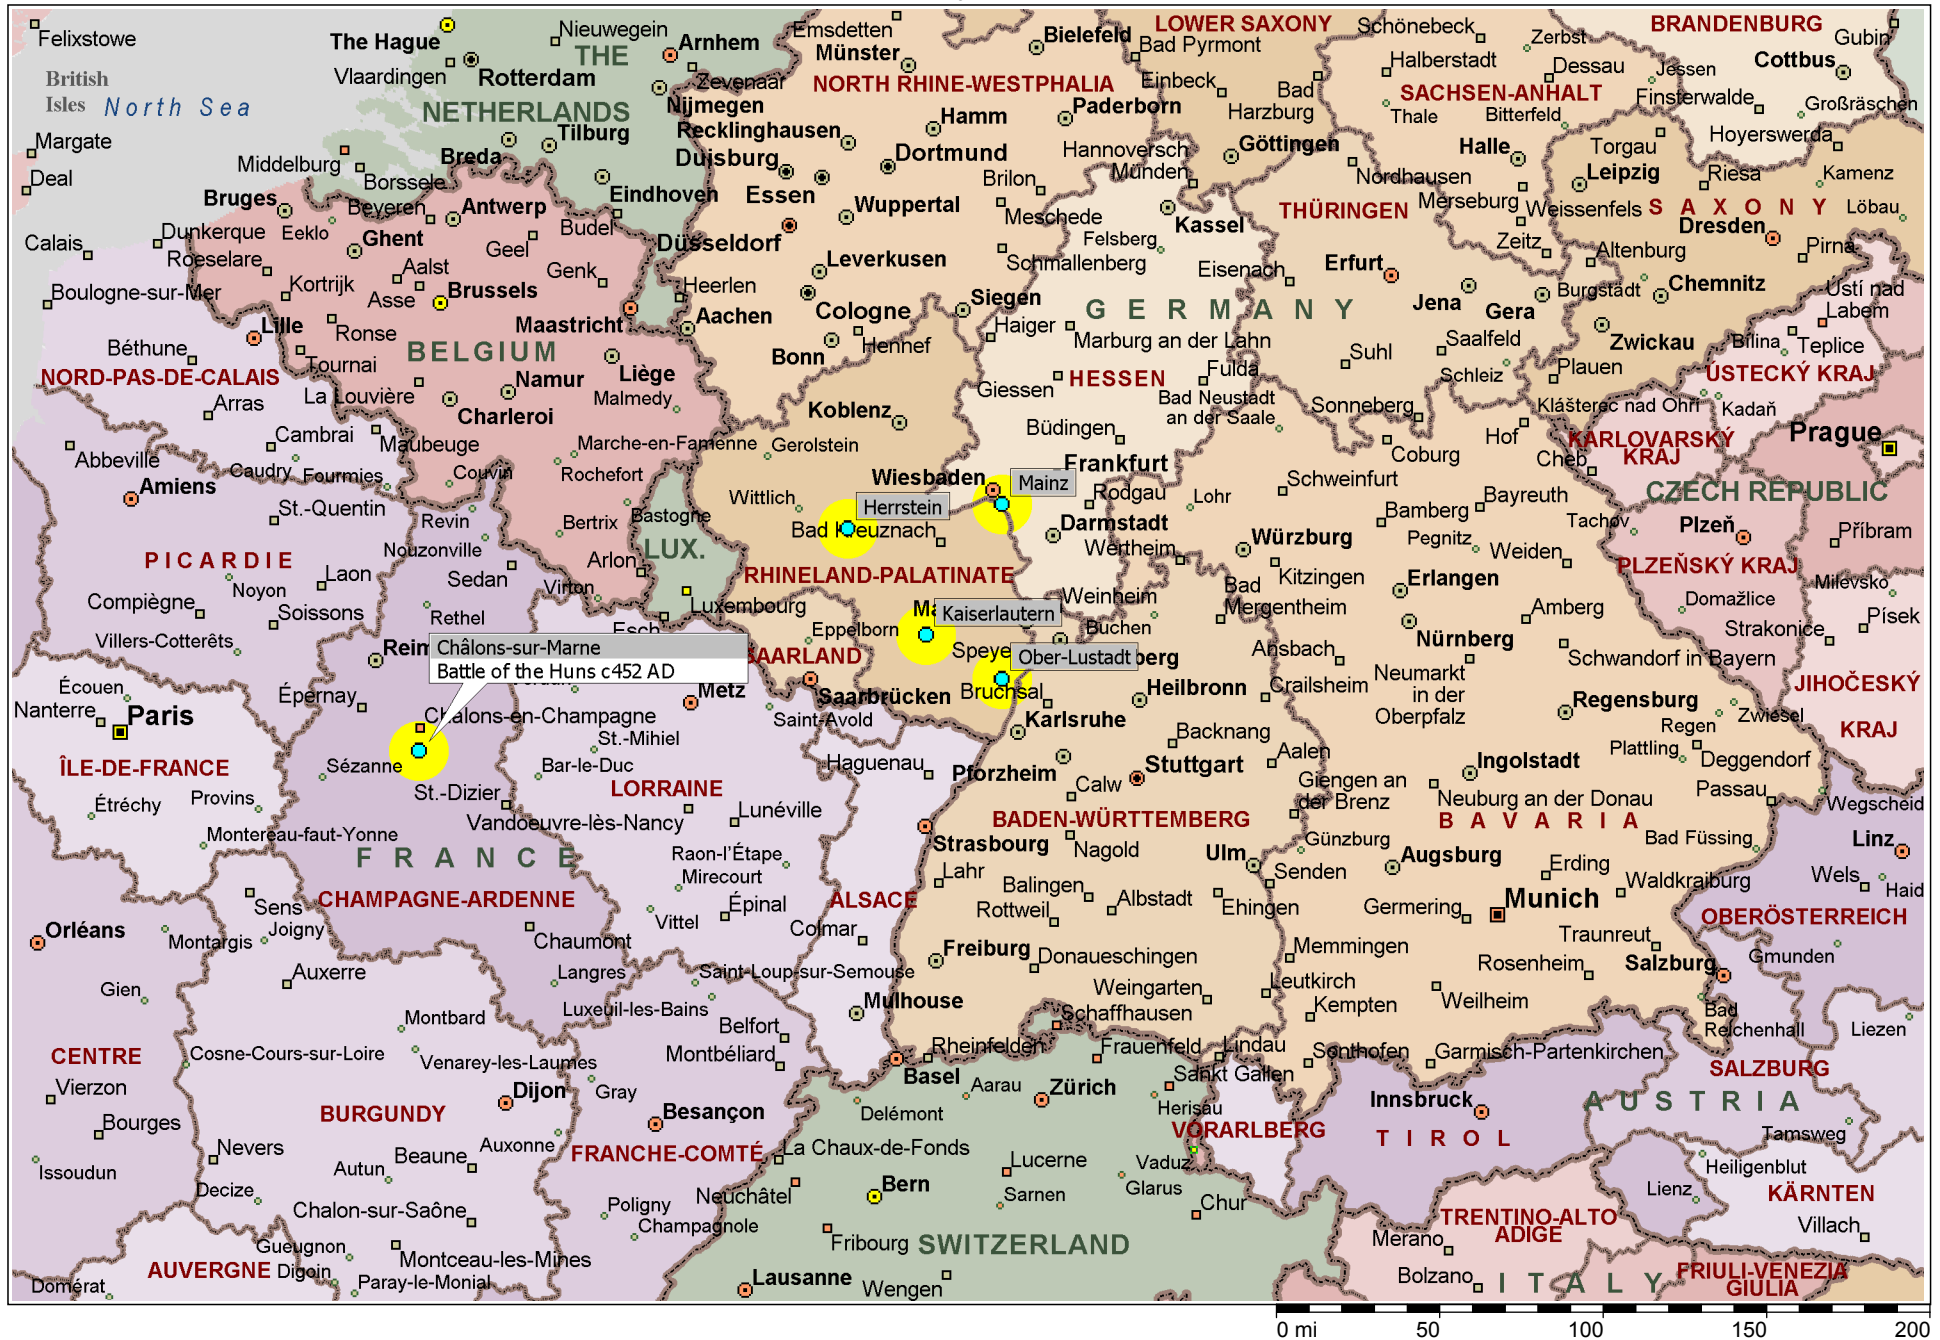 Felixstowe
British
Isles
North Sea
Margate
Deal
The Hague
Vlaardingen
Rotterdam
Nieuwegein
THE
NETHERLANDS
Arnhem
Zevenaar
Nijmegen
Tilburg
Breda
Middelburg
Borssele
Eindhoven
Budel
Emsdetten
Münster
Bielefeld
NORTH RHINE-WESTPHALIA
Recklinghausen
Hamm
Paderborn
Duisburg
Dortmund
Essen
Brilon
Wuppertal
Meschede
Düsseldorf
Schmallenberg
Leverkusen
Cologne
Siegen
Hennef
Bonn
Heerlen
Aachen
LOWER SAXONY
Bad Pyrmont
Einbeck
Bad
Harzburg
Göttingen
Hannoversch
Münden
Schönebeck
Zerbst
Halberstadt
Dessau
SACHSEN-ANHALT
Thale
Bitterfeld
Jessen
Halle
Nordhausen
Merseburg
Weissenfels
Zeitz
BRANDENBURG
Gubin
Cottbus
Finsterwalde
Großräschen
Hoyerswerda
Torgau
Leipzig
Riesa
Kamenz
SAXONY
Löbau
Dresden
Pirna
Altenburg
Chemnitz
Burgstädt
Zwickau
Plauen
THÜRINGEN
Eisenach
Erfurt
Jena
Gera
Saalfeld
Suhl
Schleiz
Sonneberg
Kassel
Felsberg
GERMANY
Haiger
Marburg an der Lahn
Giessen
HESSEN
Fulda
Bad Neustadt
an der Saale
Büdingen
Frankfurt
Wiesbaden
Mainz
Rodgau
Darmstadt
Bruges
Beveren
Antwerp
Eeklo
Ghent
Geel
Dunkerque
Calais
Roeselare
Aalst
Genk
Kortrijk
Asse
Brussels
Boulogne-sur-Mer
Ronse
Maastricht
Lille
BELGIUM
Béthune
Tournai
Namur
Liège
NORD-PAS-DE-CALAIS
La Louvière
Malmedy
Arras
Charleroi
Cambrai
Maubeuge
Marche-en-Famenne
Abbeville
Caudry
Fourmies
Couvin
Rochefort
Amiens
St.-Quentin
Revin
Bertrix
Bastogne
Nouzonville
Arlon
LUX.
PICARDIE
Laon
Sedan
Virton
Luxembourg
Noyon
Compiègne
Soissons
Rethel
Esch
Villers-Cotterêts
Koblenz
Gerolstein
Wittlich
Herrstein
Bad Kreuznach
RHINELAND-PALATINATE
Kaiserlautern
Eppelborn
SAARLAND
Ober-Lustadt
Bruchsal
Saarbrücken
Châlons-sur-Marne
Battle of the Huns c452 AD
Metz
Saint-Avold
Écouen
Nanterre
Paris
Épernay
Châlons-en-Champagne
St.-Mihiel
ÎLE-DE-FRANCE
Sézanne
Bar-le-Duc
LORRAINE
Étréchy
Provins
St.-Dizier
Vandoeuvre-lès-Nancy
Lunéville
Montereau-faut-Yonne
FRANCE
Raon-l'Étape
Mirecourt
CHAMPAGNE-ARDENNE
Sens
Joigny
Vittel
Épinal
ALSACE
Haguenau
Strasbourg
Colmar
Orléans
Montargis
Chaumont
Auxerre
Langres
Saint-Loup-sur-Semouse
Gien
Luxeuil-les-Bains
Mulhouse
Montbard
Belfort
CENTRE
Cosne-Cours-sur-Loire
Venarey-les-Laumes
Montbéliard
Vierzon
Dijon
Gray
Besançon
BURGUNDY
Bourges
Nevers
Auxonne
FRANCHE-COMTÉ
Issoudun
Autun
Beaune
Decize
Chalon-sur-Saône
Poligny
Champagnole
Gueugnon
Montceau-les-Mines
AUVERGNE
Digoin
Paray-le-Monial
Domérat
Lohr
Schweinfurt
Coburg
Hof
Cheb
Bayreuth
Bamberg
Wertheim
Würzburg
Pegnitz
Weiden
Kitzingen
Erlangen
Weinheim
Bad
Mergentheim
Amberg
Buchen
Ansbach
Nürnberg
Schwandorf in Bayern
Heilbronn
Crailsheim
Neumarkt
in der
Oberpfalz
Regensburg
Regen
Zwiesel
Karlsruhe
Backnang
Aalen
Plattling
Deggendorf
Pforzheim
Stuttgart
Ingolstadt
Calw
Giengen an
der Brenz
Neuburg an der Donau
Passau
Wegscheid
BADEN-WÜRTTEMBERG
BAVARIA
Nagold
Günzburg
Bad Füssing
Linz
Ulm
Augsburg
Lahr
Senden
Erding
Wels
Haid
Balingen
Albstadt
Ehingen
Waldkraiburg
Rottweil
Germering
Munich
OBERÖSTERREICH
Freiburg
Donaueschingen
Memmingen
Traunreut
Gmunden
Rosenheim
Salzburg
Weingarten
Leutkirch
Schaffhausen
Kempten
Weilheim
Bad
Reichenhall
Liezen
Rheinfelden
Frauenfeld
Lindau
Sonthofen
Garmisch-Partenkirchen
Basel
Aarau
Zürich
Sankt Gallen
SALZBURG
Delémont
Herisau
Innsbruck
AUSTRIA
VORARLBERG
TIROL
Tamsweg
La Chaux-de-Fonds
Lucerne
Vaduz
Heiligenblut
Neuchâtel
Bern
Sarnen
Glarus
Chur
Lienz
KÄRNTEN
Fribourg
SWITZERLAND
TRENTINO-ALTO
ADIGE
Merano
Villach
Lausanne
Wengen
Bolzano
ITALY
FRIULI-VENEZIA
GIULIA
Ustí nad
Labem
Bílina
Teplice
ÚSTECKÝ KRAJ
Klášterec nad Ohří
Kadaň
KARLOVARSKÝ
KRAJ
Prague
CZECH REPUBLIC
Tachov
Plzeň
Příbram
PLZEŇSKÝ KRAJ
Milevsko
Domažlice
Písek
Strakonice
JIHOČESKÝ
KRAJ
0 mi
50
100
150
200